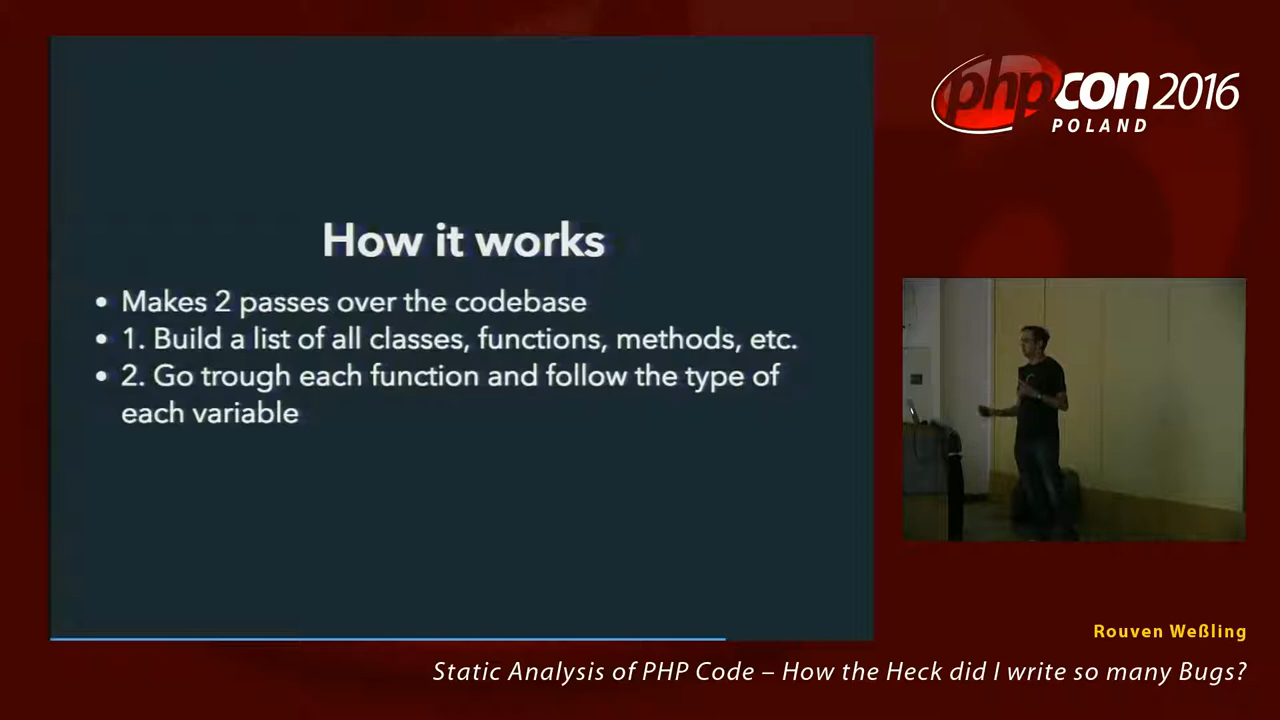 How it works
• Makes 2 passes over the codebase
• 1. Build a list of all classes, functions, methods, etc.
• 2. Go trough each function and follow the type of
each variable
phpcon 2016
POLAND
Rouven Weßling
Static Analysis of PHP Code – How the Heck did I write so many Bugs?